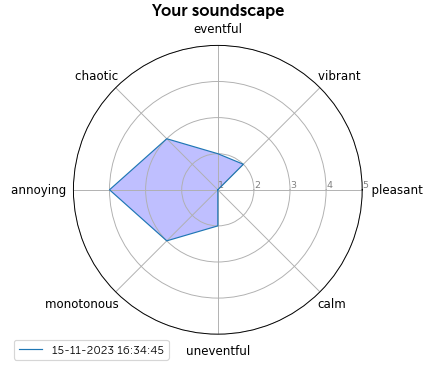 Your soundscape
eventful
chaotic
vibrant
annoying
1
2
3
4
5
pleasant
monotonous
calm
15-11-2023 16:34:45
uneventful